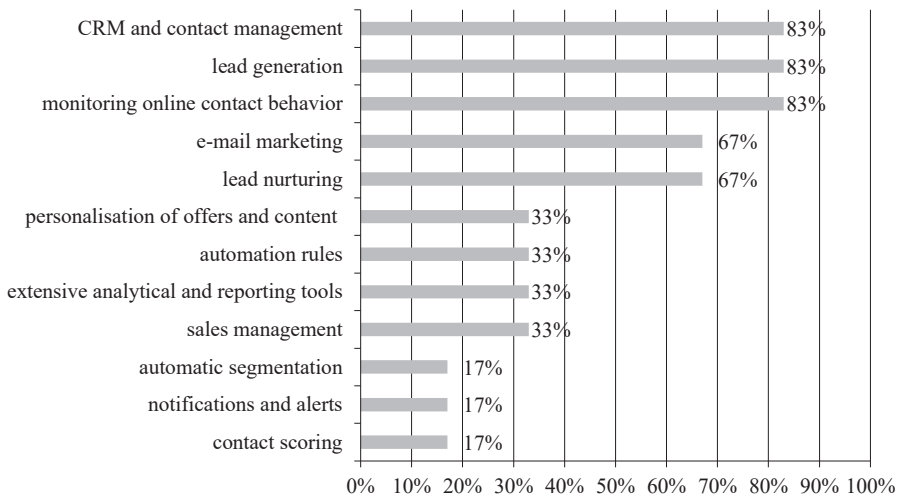 CRM and contact management 83%
lead generation 83%
monitoring online contact behavior 83%
e-mail marketing 67%
lead nurturing 67%
personalisation of offers and content 33%
automation rules 33%
extensive analytical and reporting tools 33%
sales management 33%
automatic segmentation 17%
notifications and alerts 17%
contact scoring 17%
0% 10% 20% 30% 40% 50% 60% 70% 80% 90% 100%